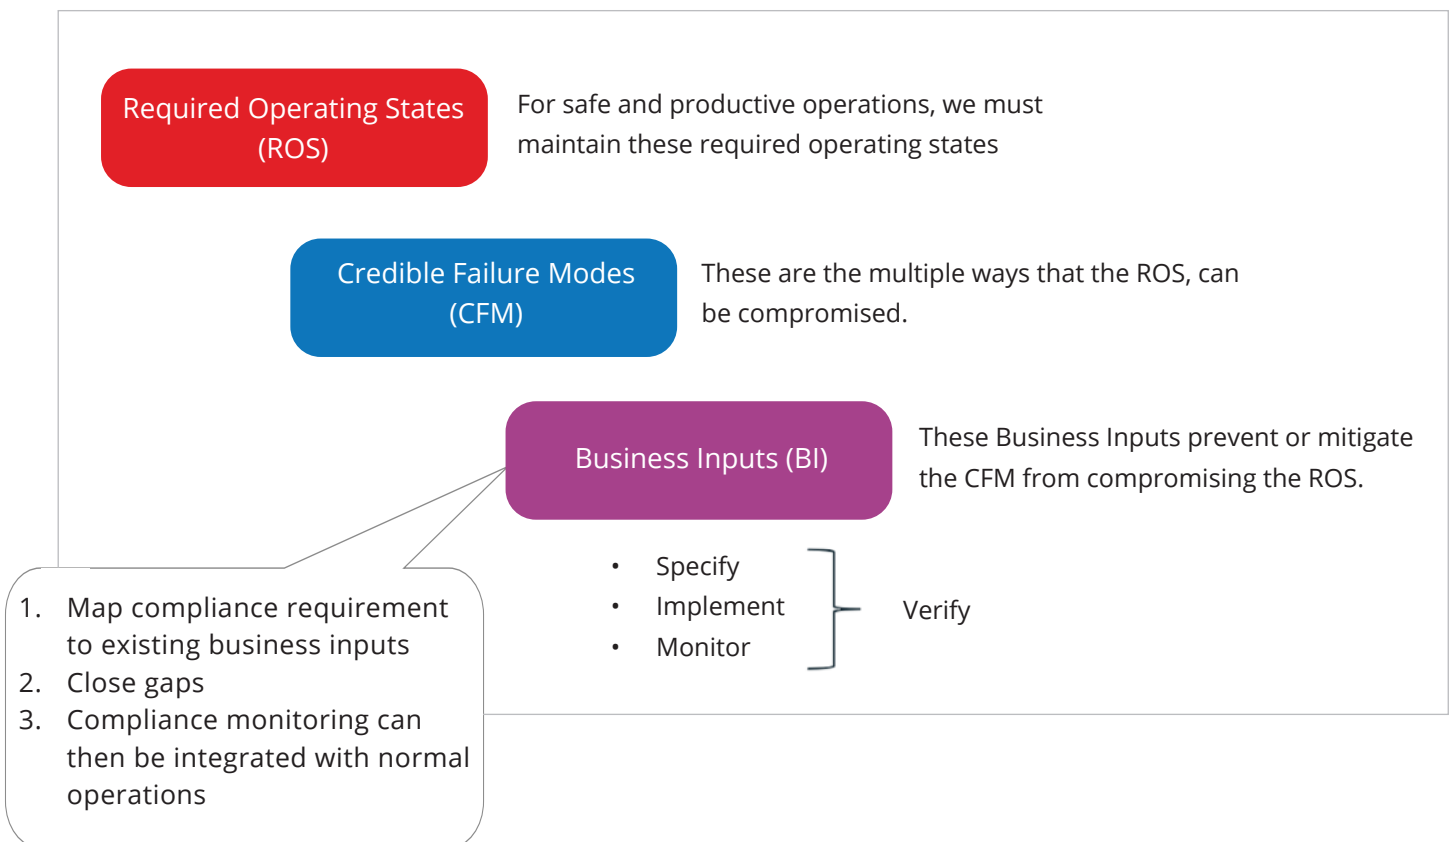 Required Operating States
(ROS)
For safe and productive operations, we must
maintain these required operating states
Credible Failure Modes
(CFM)
These are the multiple ways that the ROS, can
be compromised.
Business Inputs (BI)
These Business Inputs prevent or mitigate
the CFM from compromising the ROS.
• Specify
• Implement
• Monitor
Verify
1. Map compliance requirement
to existing business inputs
2. Close gaps
3. Compliance monitoring can
then be integrated with normal
operations